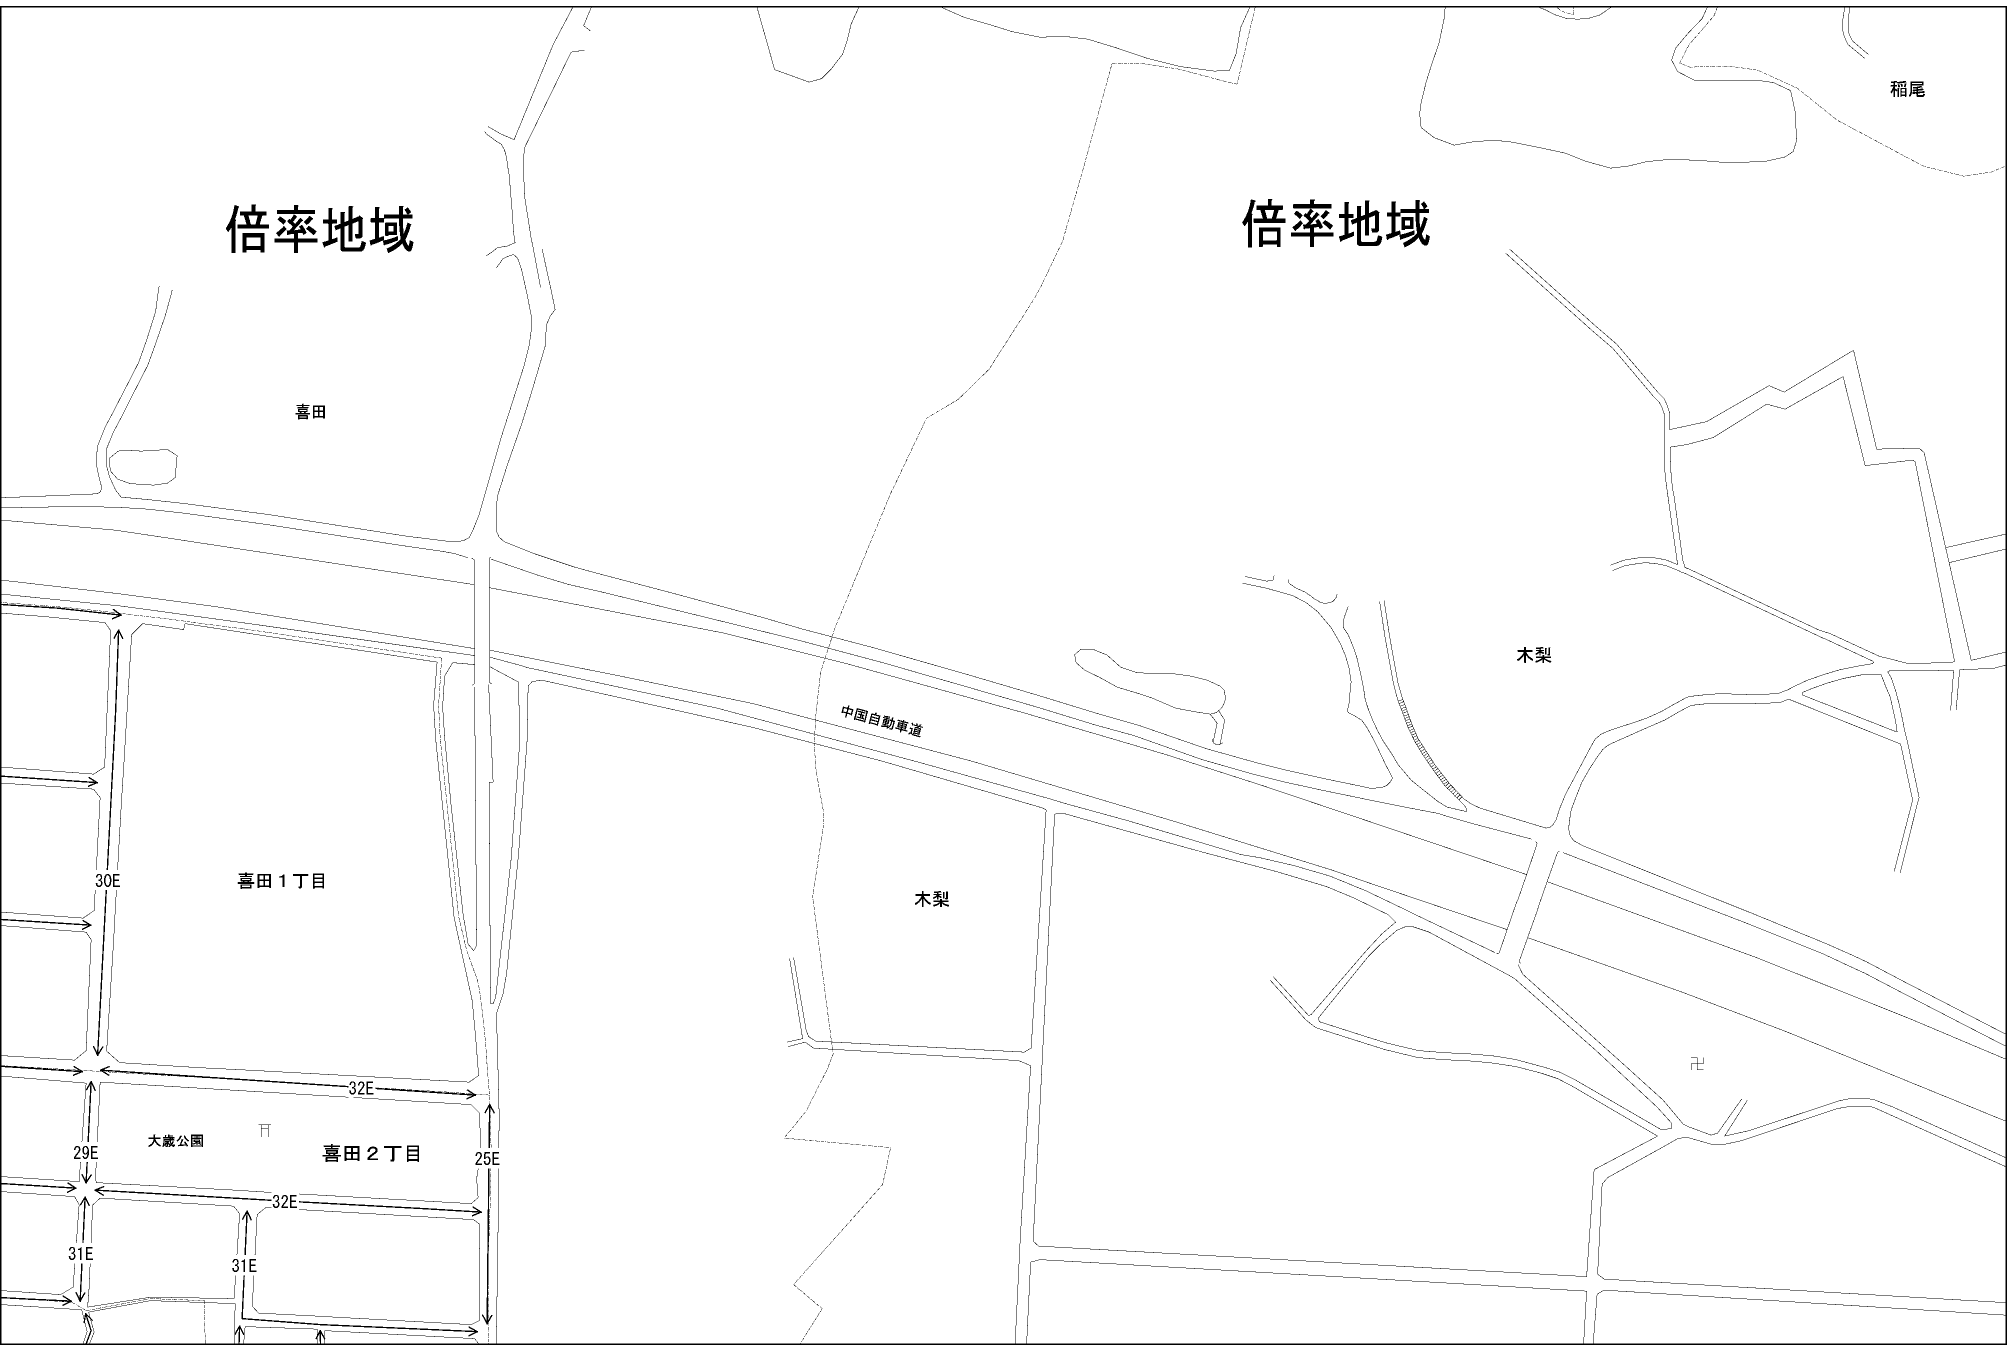 稲尾
倍率地域
倍率地域
喜田
木梨
中国自動車道
30E
喜田１丁目
木梨
32E
大歳公園
29E
喜田２丁目
25E
32E
31E
31E